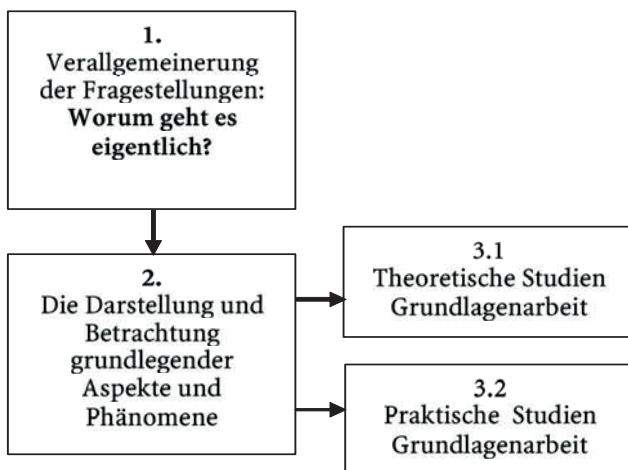 1.
Verallgemeinerung
der Fragestellungen:
Worum geht es
eigentlich?
2.
Die Darstellung und
Betrachtung
grundlegender
Aspekte und
Phänomene
3.1
Theoretische Studien
Grundlagenarbeit
3.2
Praktische Studien
Grundlagenarbeit